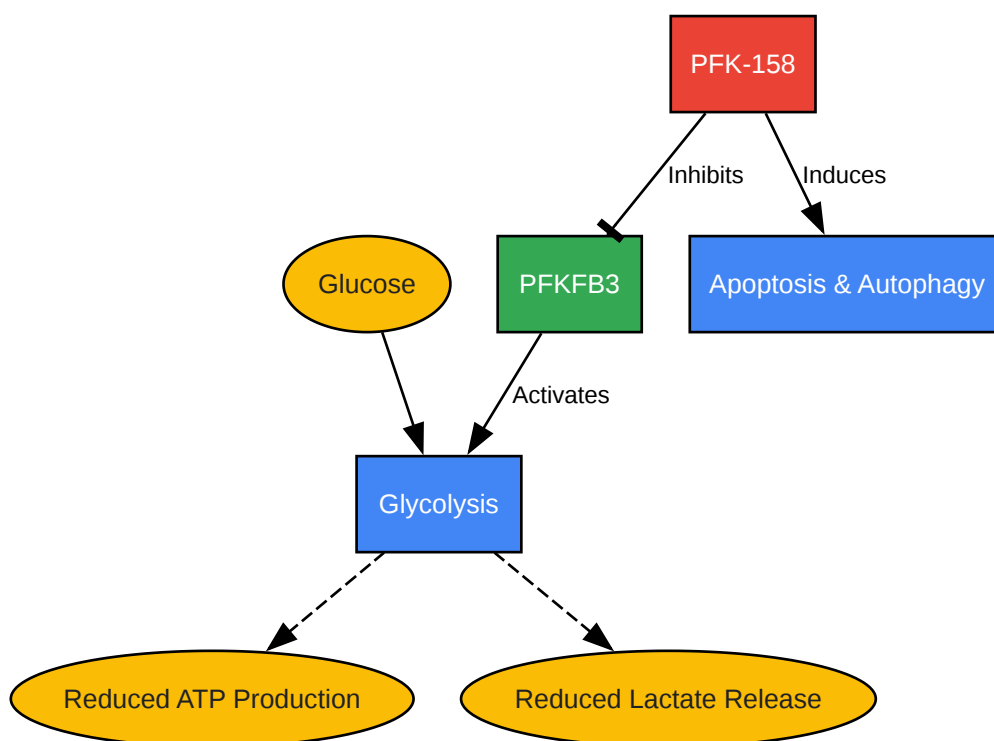 PFK-158
Inhibits
Induces
Glucose
PFKFB3
Apoptosis & Autophagy
Activates
Glycolysis
Reduced ATP Production
Reduced Lactate Release